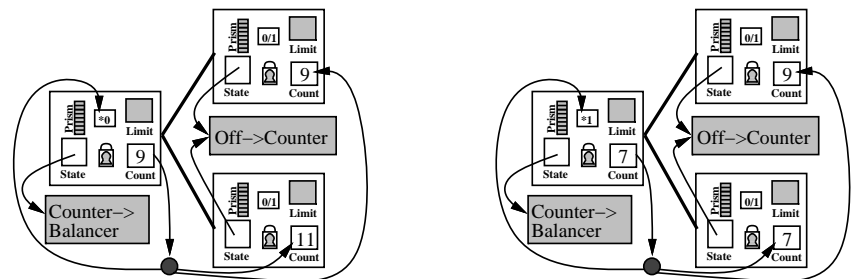 Prism
0/1
Limit
9
State
Count
Prism
*0
Limit
9
State
Count
Off->Counter
Counter->
Balancer
Prism
0/1
Limit
11
State
Count
Prism
0/1
Limit
9
State
Count
Prism
*1
Limit
7
State
Count
Off->Counter
Counter->
Balancer
Prism
0/1
Limit
7
State
Count